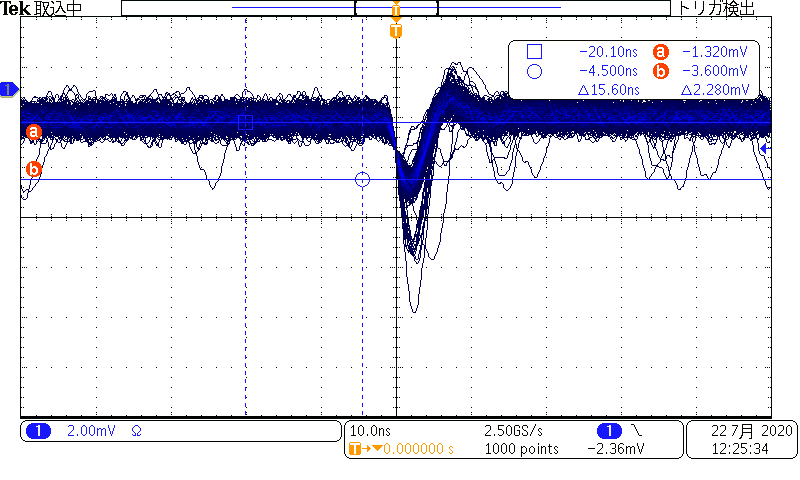 Tek 取込中 トリガ検出
T
T
−20.10ns a −1.320mV
−4.500ns b −3.600mV
△15.60ns △2.280mV
1
a
b
1 2.00mV Ω 10.0ns 2.50GS/s 1 22 7月 2020
T→▼0.000000 s 1000 points −2.36mV 12:25:34